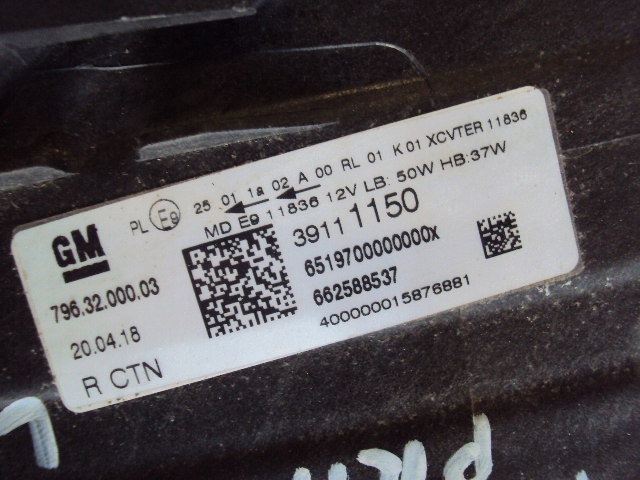 PL E9 25 01 1a 02 A 00 RL 01 K 01 XCVTER 11836
MD E9 11836 12V LB: 50W HB:37W
GM
39111150
796.32.000.03
6519700000000x
662588537
20.04.18
400000015876881
R CTN